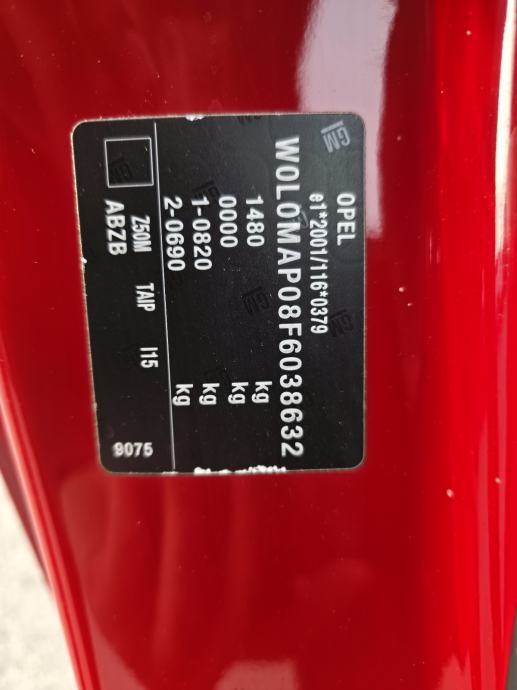 GM
OPEL
e1*2001/116*0379
W0L0MAP08F6038632
1480 kg
0000 kg
1-0820 kg
2-0690 kg
Z50M TAIP I15
ABZB
9075